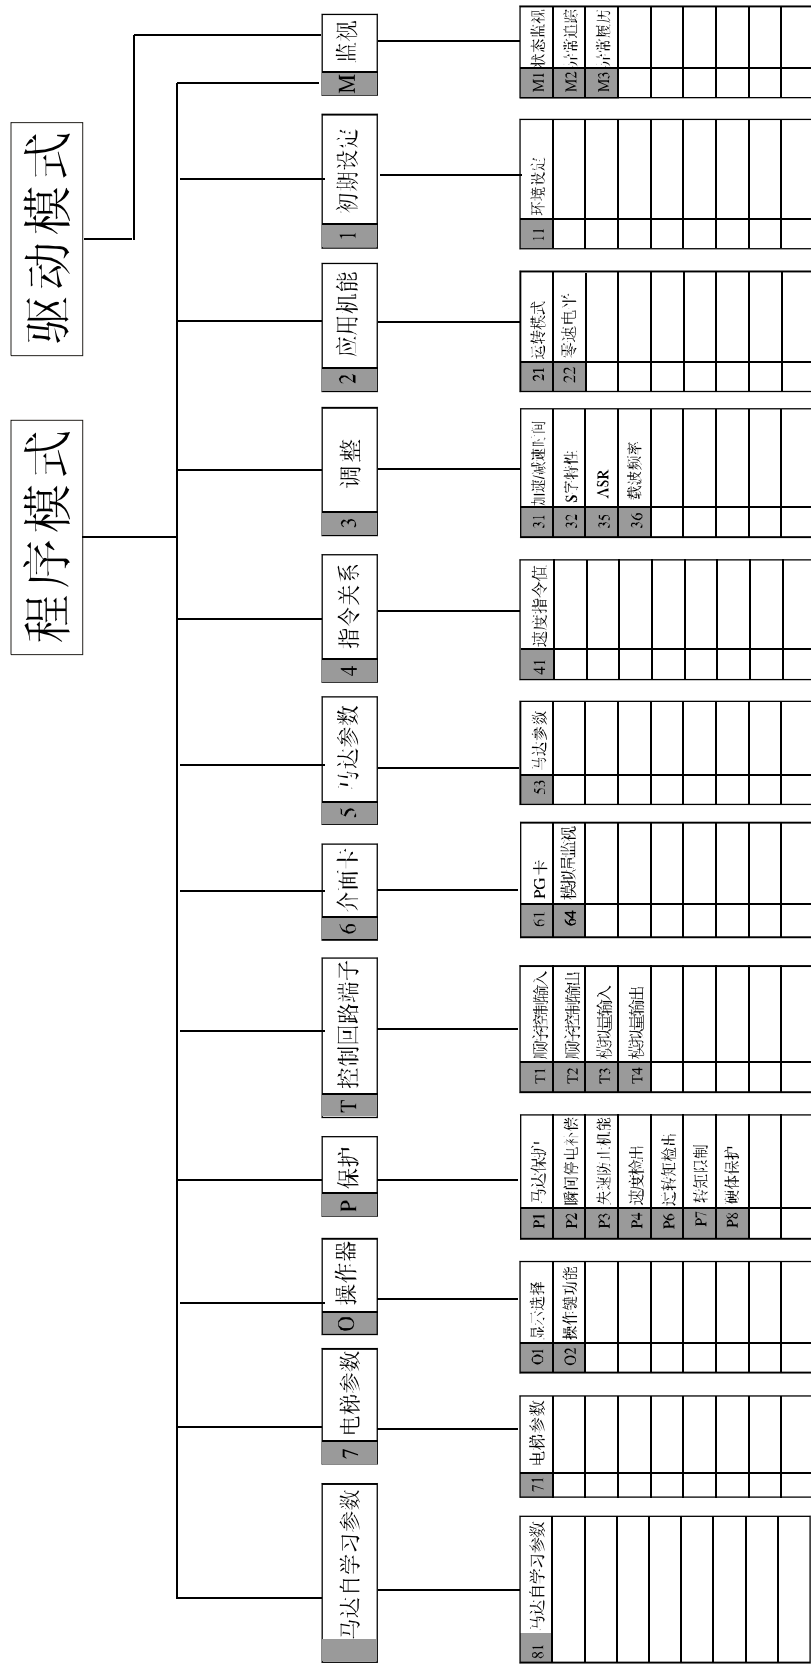 驱动模式
程序模式
M 监视
M1 状态监视
M2 异常追踪
M3 异常履历
1 初期设定
11 环境设定
2 应用机能
21 运转模式
22 零速电平
3 调整
31 加速/减速时间
32 S字特性
35 ASR
36 载波频率
4 指令关系
41 速度指令值
5 马达参数
53 马达参数
6 介面卡
61 PG卡
64 模拟量监视
T 控制回路端子
T1 顺序控制输入
T2 顺序控制输出
T3 模拟量输入
T4 模拟量输出
P 保护
P1 马达保护
P2 瞬间停电补偿
P3 失速防止机能
P4 速度检出
P6 过转矩检出
P7 转矩限制
P8 硬体保护
O 操作器
O1 显示选择
O2 操作键功能
7 电梯参数
71 电梯参数
马达自学习参数
81 马达自学习参数